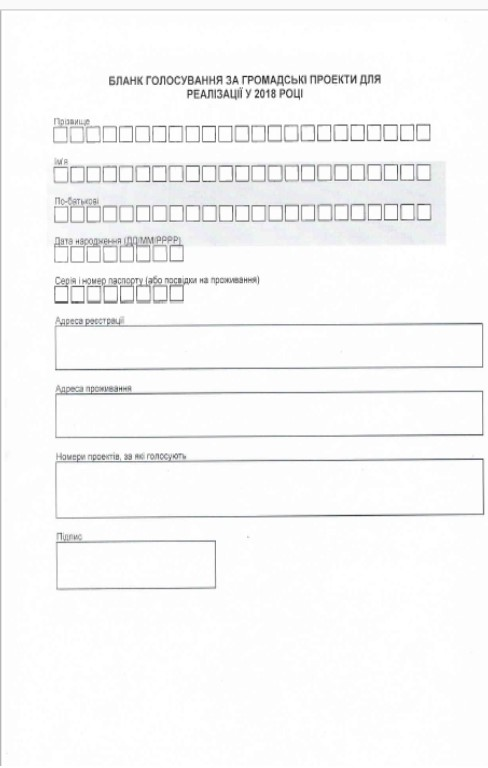 БЛАНК ГОЛОСУВАННЯ ЗА ГРОМАДСЬКІ ПРОЕКТИ ДЛЯ
РЕАЛІЗАЦІЇ У 2018 РОЦІ
Прізвище
Ім'я
По-батькові
Дата народження (ДД/ММ/РРРР)
Серія і номер паспорту (або посвідки на проживання)
Адреса реєстрації
Адреса проживання
Номери проектів, за які голосують
Підпис